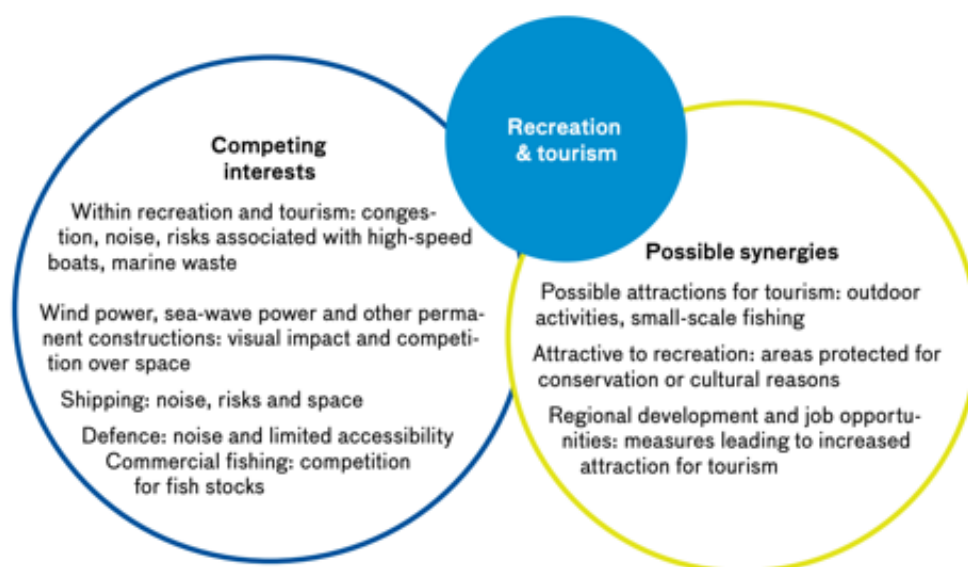 Recreation
& tourism
Competing
interests
Within recreation and tourism: conges-
tion, noise, risks associated with high-speed
boats, marine waste
Wind power, sea-wave power and other perma-
nent constructions: visual impact and competi-
tion over space
Shipping: noise, risks and space
Defence: noise and limited accessibility
Commercial fishing: competition
for fish stocks
Possible synergies
Possible attractions for tourism: outdoor
activities, small-scale fishing
Attractive to recreation: areas protected for
conservation or cultural reasons
Regional development and job opportu-
nities: measures leading to increased
attraction for tourism